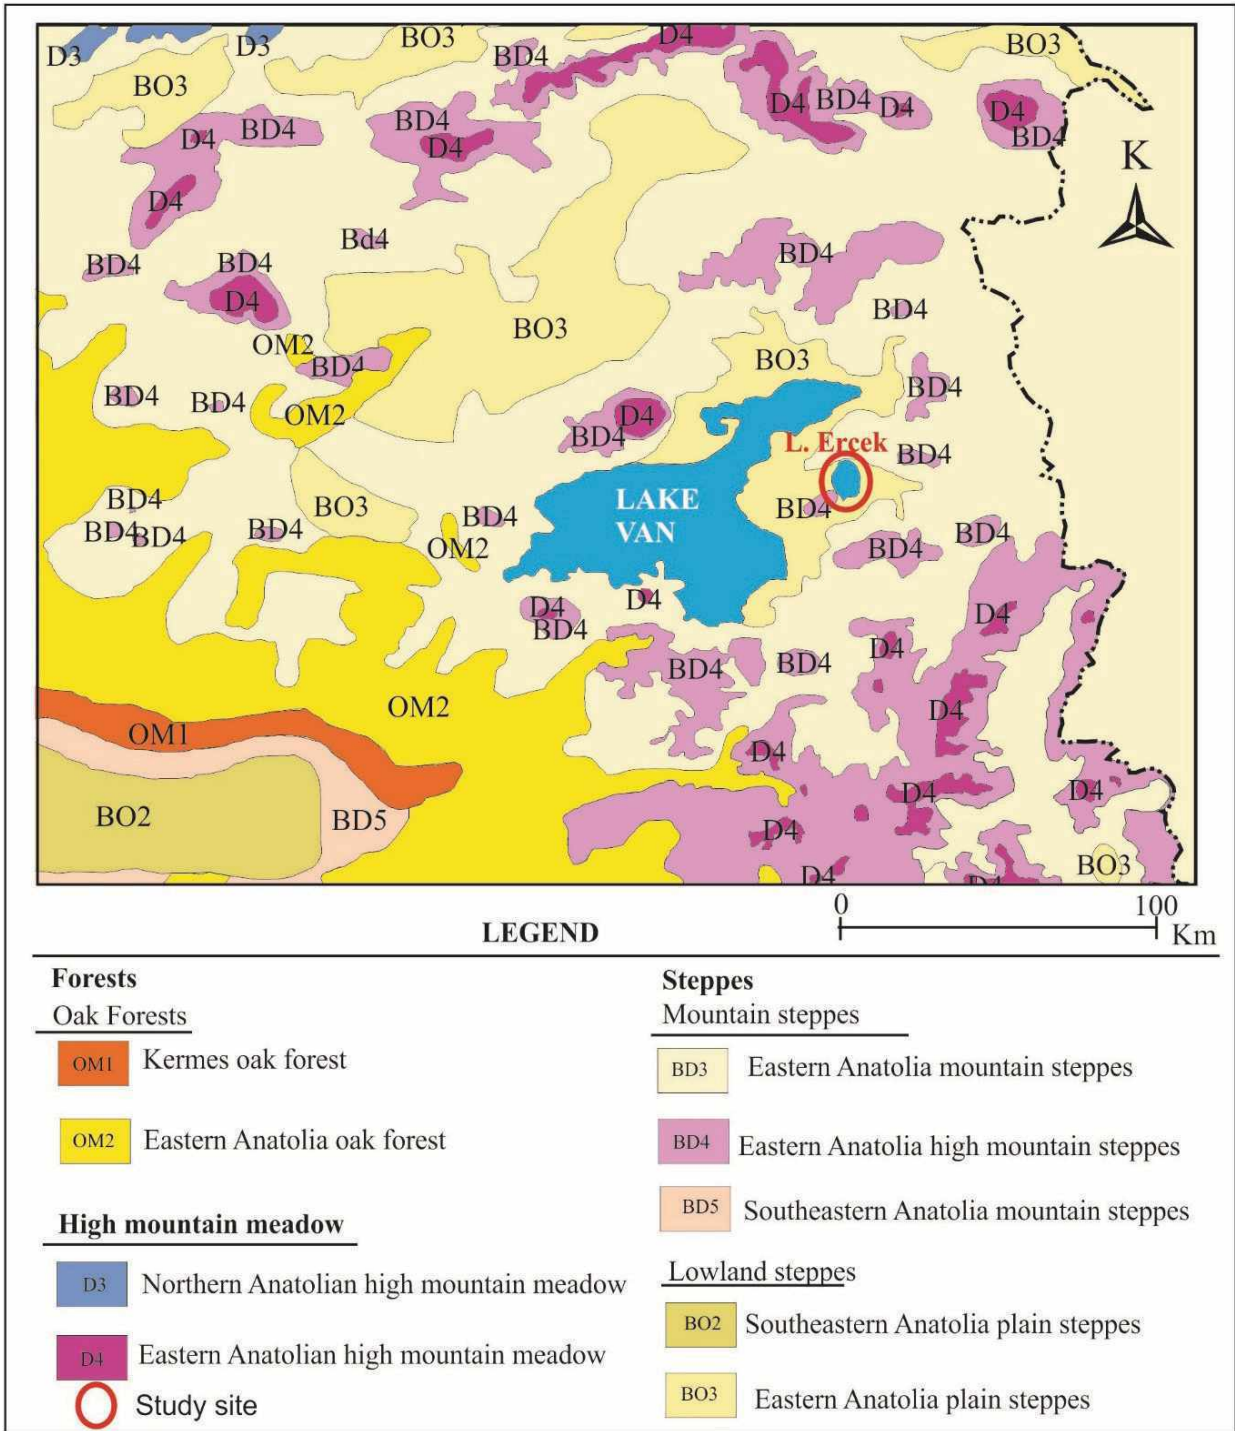 D4
D3
D3
BO3
BO3
BD4
BO3
D4
BD4
BD4
D4
D4
BD4
D4
D4
BD4
D4
BD4
D4
K
Bd4
BD4
BD4
BD4
D4
BD4
BO3
OM2
BD4
BO3
BD4
BD4
OM2
D4
BD4
BD4
L. Ercek
BD4
BD4
BO3
LAKE
VAN
BD4
BD4
BD4
BD4
BD4
OM2
BD4
BD4
D4
BD4
D4
D4
D4
BD4
BD4
OM2
D4
OM1
D4
BO2
BD5
D4
D4
D4
D4
D4
BO3
0
100
Km
LEGEND
Forests
Oak Forests
OM1 Kermes oak forest
OM2 Eastern Anatolia oak forest
High mountain meadow
D3 Northern Anatolian high mountain meadow
D4 Eastern Anatolian high mountain meadow
Study site
Steppes
Mountain steppes
BD3 Eastern Anatolia mountain steppes
BD4 Eastern Anatolia high mountain steppes
BD5 Southeastern Anatolia mountain steppes
Lowland steppes
BO2 Southeastern Anatolia plain steppes
BO3 Eastern Anatolia plain steppes